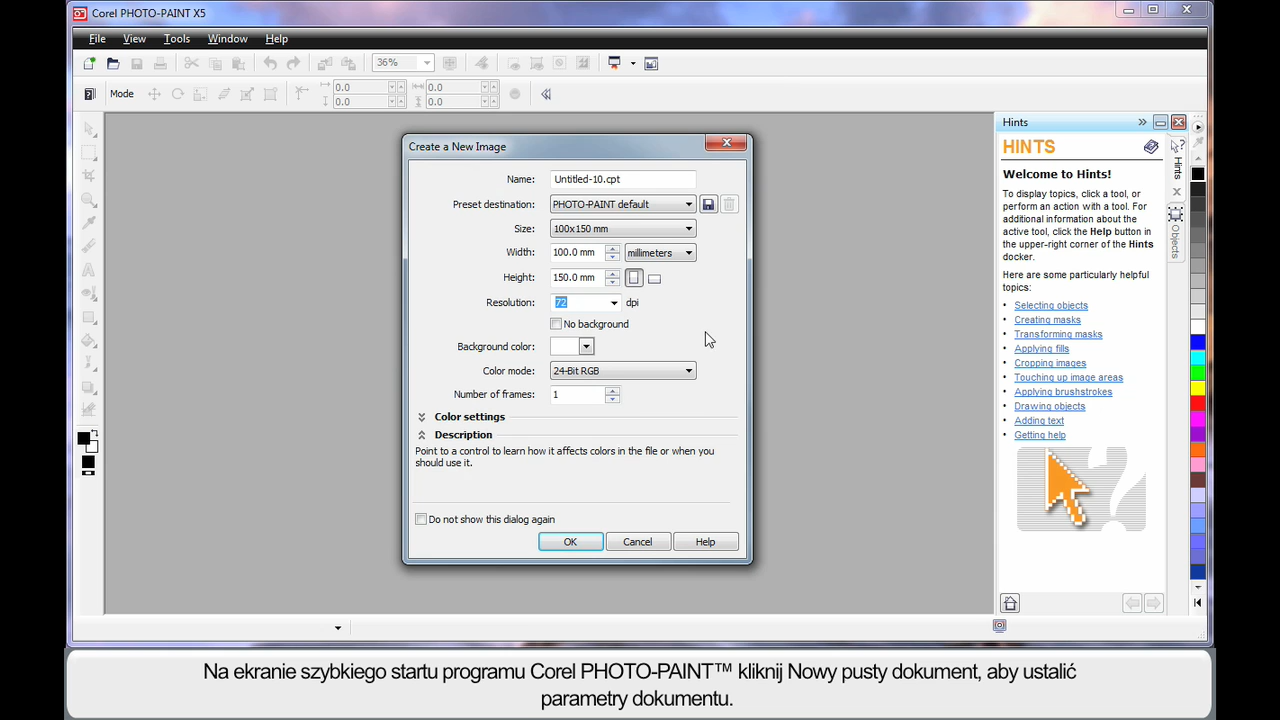 Corel PHOTO-PAINT X5
File View Tools Window Help
36%
Mode 0.0 0.0
0.0 0.0
Create a New Image
Name: Untitled-10.cpt
Preset destination: PHOTO-PAINT default
Size: 100x150 mm
Width: 100.0 mm millimeters
Height: 150.0 mm
Resolution: 72 dpi
No background
Background color:
Color mode: 24-Bit RGB
Number of frames: 1
Color settings
Description
Point to a control to learn how it affects colors in the file or when you
should use it.
Do not show this dialog again
OK Cancel Help
Hints
HINTS
Welcome to Hints!
To display topics, click a tool, or
perform an action with a tool. For
additional information about the
active tool, click the Help button in
the upper-right corner of the Hints
docker.
Here are some particularly helpful
topics:
Selecting objects
Creating masks
Transforming masks
Applying fills
Cropping images
Touching up image areas
Applying brushstrokes
Drawing objects
Adding text
Getting help
Hints
Objects
Na ekranie szybkiego startu programu Corel PHOTO-PAINT™ kliknij Nowy pusty dokument, aby ustalić
parametry dokumentu.